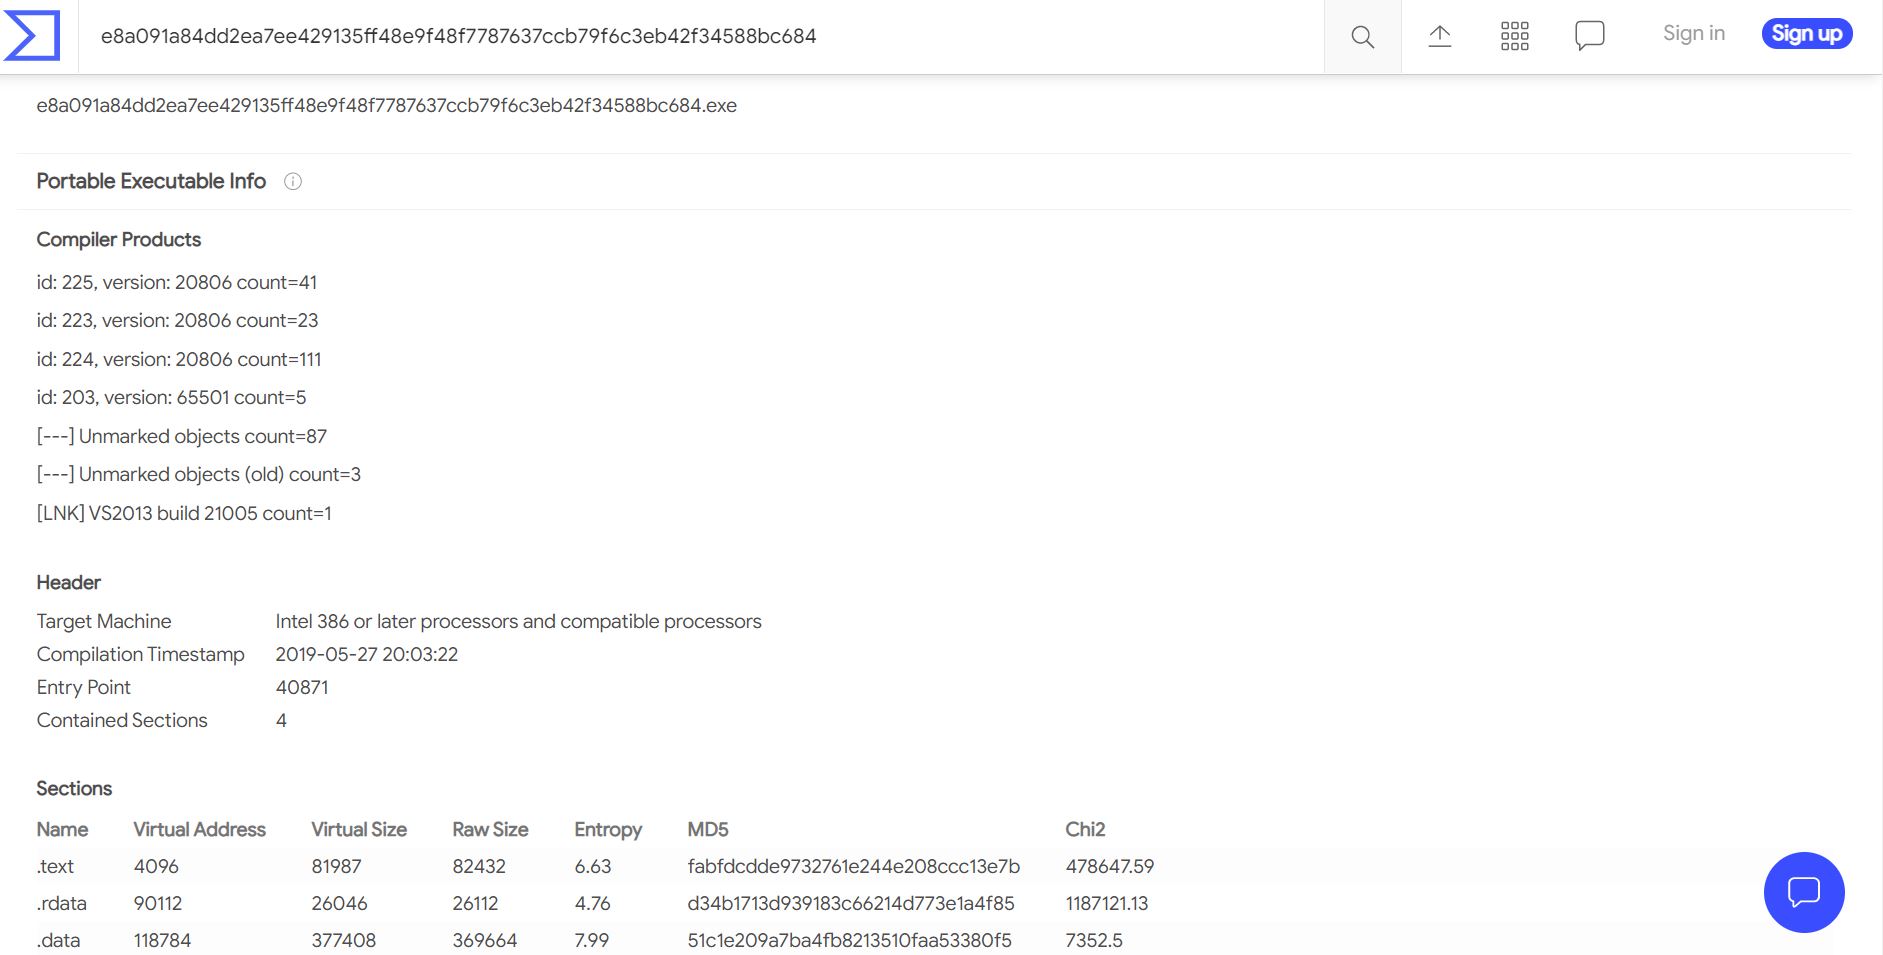 e8a091a84dd2ea7ee429135ff48e9f48f7787637ccb79f6c3eb42f34588bc684
Sign in
Sign up
e8a091a84dd2ea7ee429135ff48e9f48f7787637ccb79f6c3eb42f34588bc684.exe
Portable Executable Info
Compiler Products
id: 225, version: 20806 count=41
id: 223, version: 20806 count=23
id: 224, version: 20806 count=111
id: 203, version: 65501 count=5
[---] Unmarked objects count=87
[---] Unmarked objects (old) count=3
[LNK] VS2013 build 21005 count=1
Header
Target Machine Intel 386 or later processors and compatible processors
Compilation Timestamp 2019-05-27 20:03:22
Entry Point 40871
Contained Sections 4
Sections
Name Virtual Address Virtual Size Raw Size Entropy MD5 Chi2
.text 4096 81987 82432 6.63 fabfdcdde9732761e244e208ccc13e7b 478647.59
.rdata 90112 26046 26112 4.76 d34b1713d939183c66214d773e1a4f85 1187121.13
.data 118784 377408 369664 7.99 51c1e209a7ba4fb8213510faa53380f5 7352.5